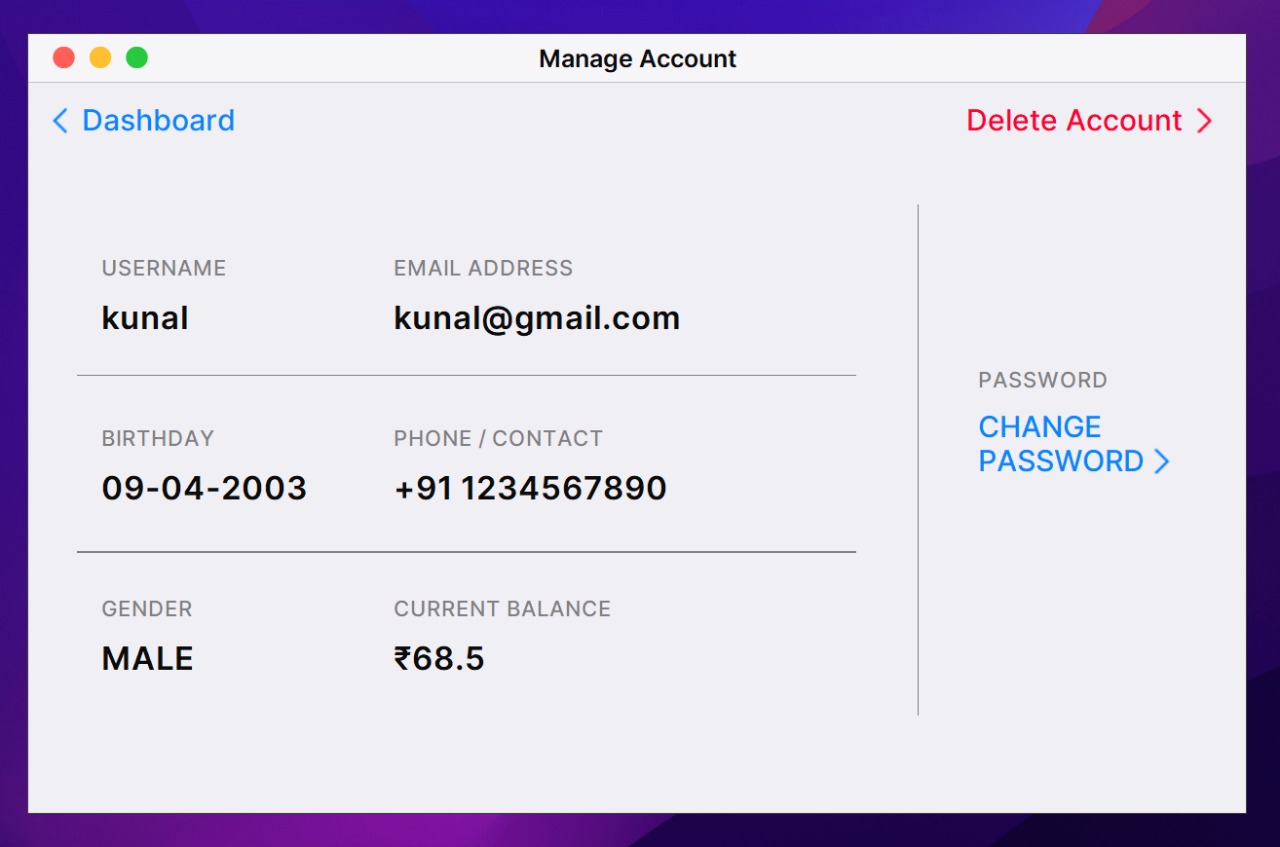 Manage Account
Dashboard
Delete Account
USERNAME
EMAIL ADDRESS
kunal
kunal@gmail.com
BIRTHDAY
PHONE / CONTACT
09-04-2003
+91 1234567890
GENDER
CURRENT BALANCE
MALE
₹68.5
PASSWORD
CHANGE
PASSWORD